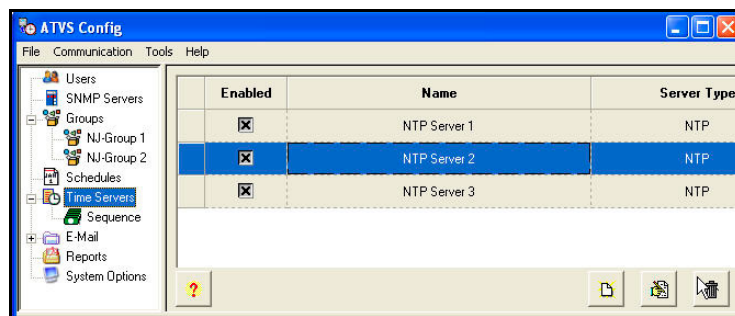 ATVS Config
File Communication Tools Help
Users
SNMP Servers
Groups
NJ-Group 1
NJ-Group 2
Schedules
Time Servers
Sequence
E-Mail
Reports
System Options
Enabled Name Server Type
NTP Server 1 NTP
NTP Server 2 NTP
NTP Server 3 NTP
?